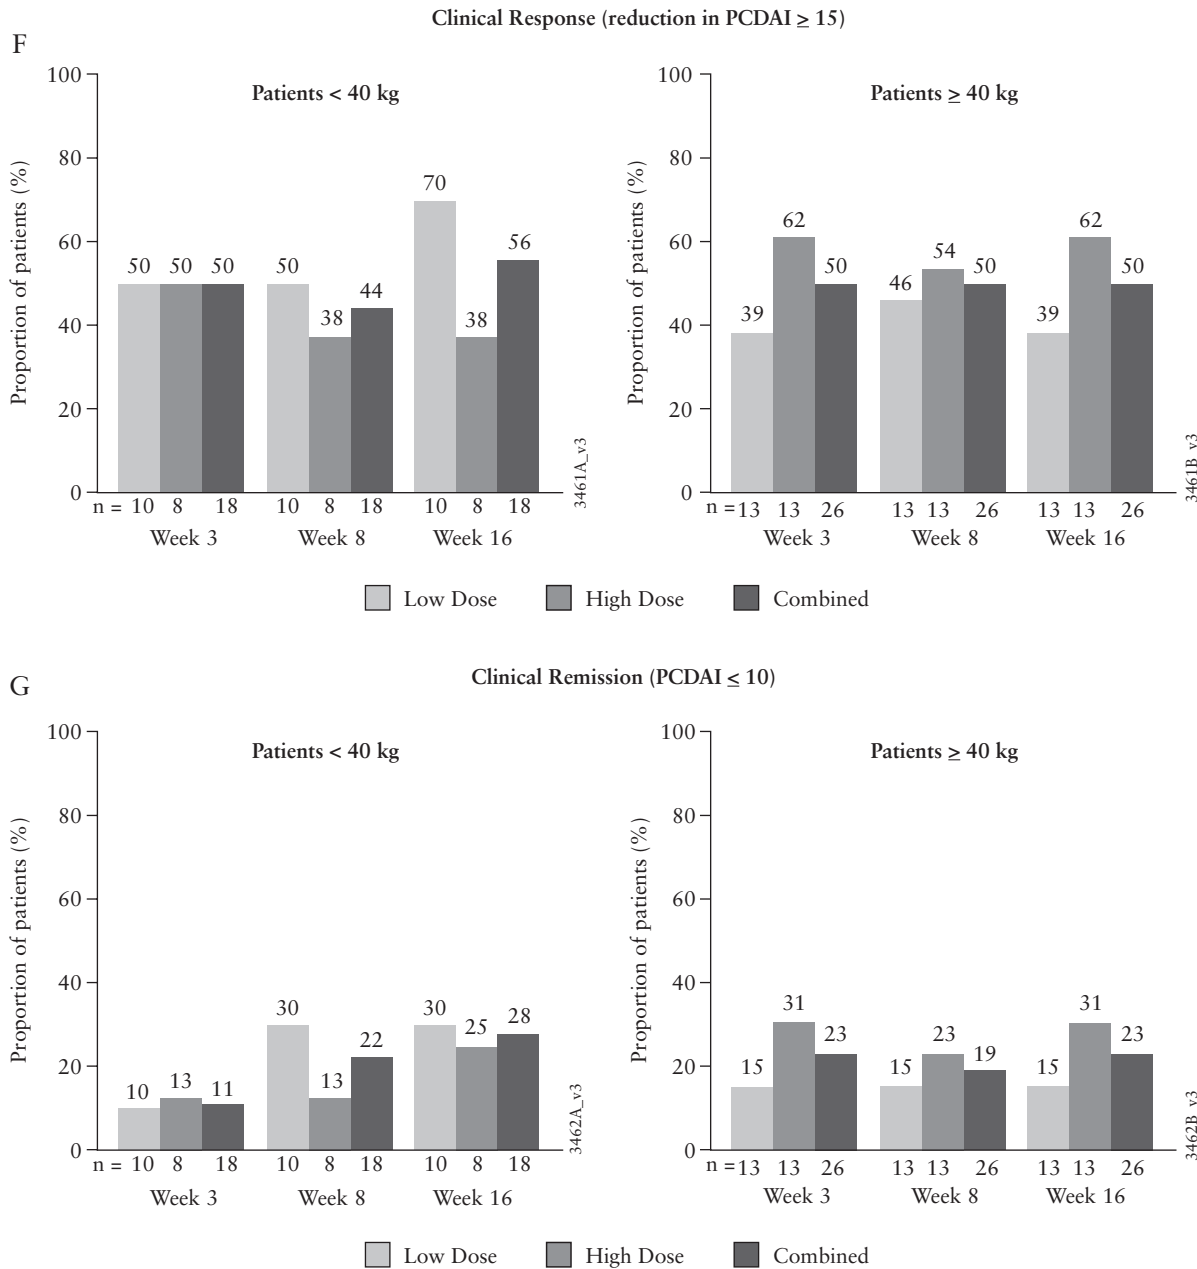 Clinical Response (reduction in PCDAI ≥ 15)
F
Patients < 40 kg
Proportion of patients (%)
100
80
60
40
20
0
50 50 50
50 38 44
70 38 56
n = 10 8 18 10 8 18 10 8 18
Week 3 Week 8 Week 16
3461A_v3
Patients ≥ 40 kg
Proportion of patients (%)
100
80
60
40
20
0
39 62 50
46 54 50
39 62 50
n =13 13 26 13 13 26 13 13 26
Week 3 Week 8 Week 16
3461B_v3
Low Dose High Dose Combined
Clinical Remission (PCDAI ≤ 10)
G
Patients < 40 kg
Proportion of patients (%)
100
80
60
40
20
0
10 13 11
30 13 22
30 25 28
n = 10 8 18 10 8 18 10 8 18
Week 3 Week 8 Week 16
3462A_v3
Patients ≥ 40 kg
Proportion of patients (%)
100
80
60
40
20
0
15 31 23
15 23 19
15 31 23
n =13 13 26 13 13 26 13 13 26
Week 3 Week 8 Week 16
3462B_v3
Low Dose High Dose Combined